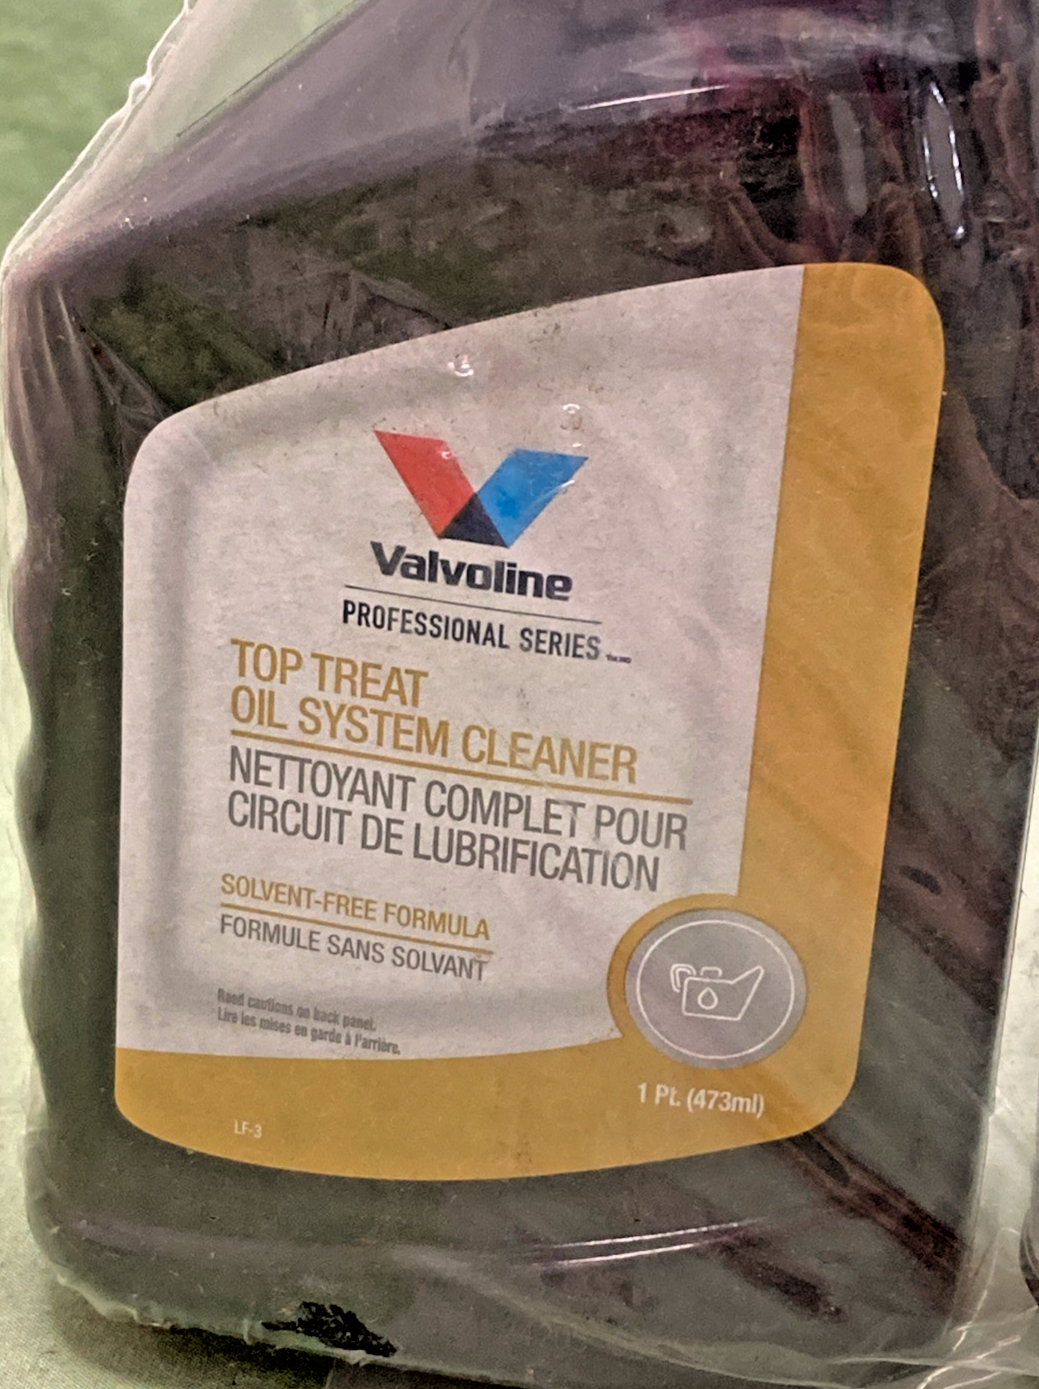 Valvoline
PROFESSIONAL SERIES
TOP TREAT
OIL SYSTEM CLEANER
NETTOYANT COMPLET POUR
CIRCUIT DE LUBRIFICATION
SOLVENT-FREE FORMULA
FORMULE SANS SOLVANT
Read cautions on back panel.
Lire les mises en garde à l'arrière.
1 Pt. (473ml)
LF-3